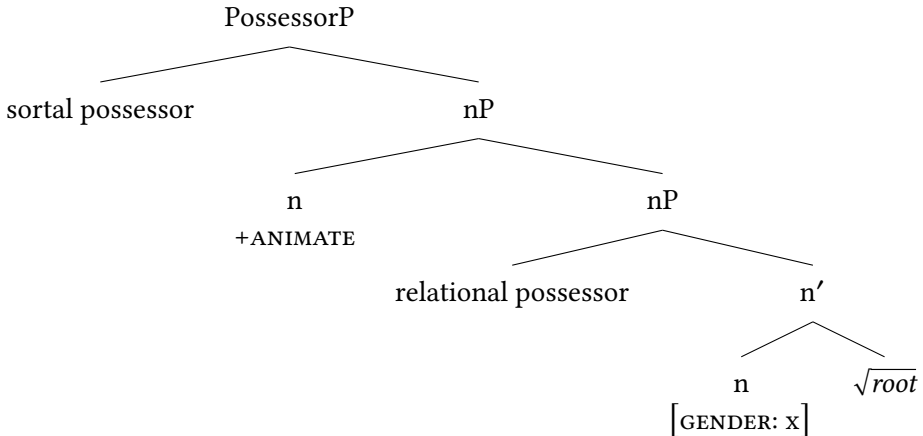 PossessorP
sortal possessor nP
n nP
+ANIMATE
relational possessor n′
n √root
[GENDER: X]